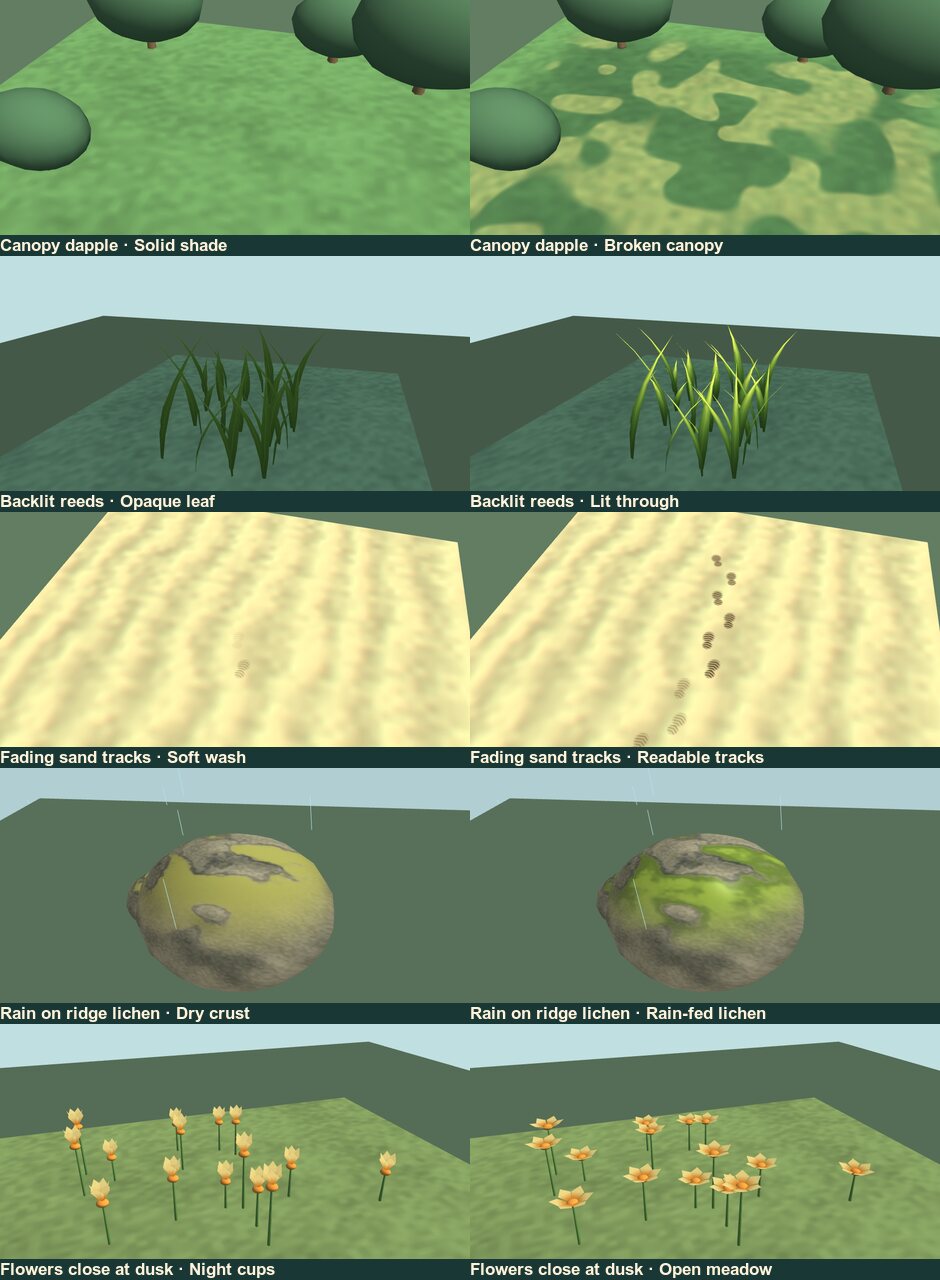 Canopy dapple · Solid shade
Canopy dapple · Broken canopy
Backlit reeds · Opaque leaf
Backlit reeds · Lit through
Fading sand tracks · Soft wash
Fading sand tracks · Readable tracks
Rain on ridge lichen · Dry crust
Rain on ridge lichen · Rain-fed lichen
Flowers close at dusk · Night cups
Flowers close at dusk · Open meadow